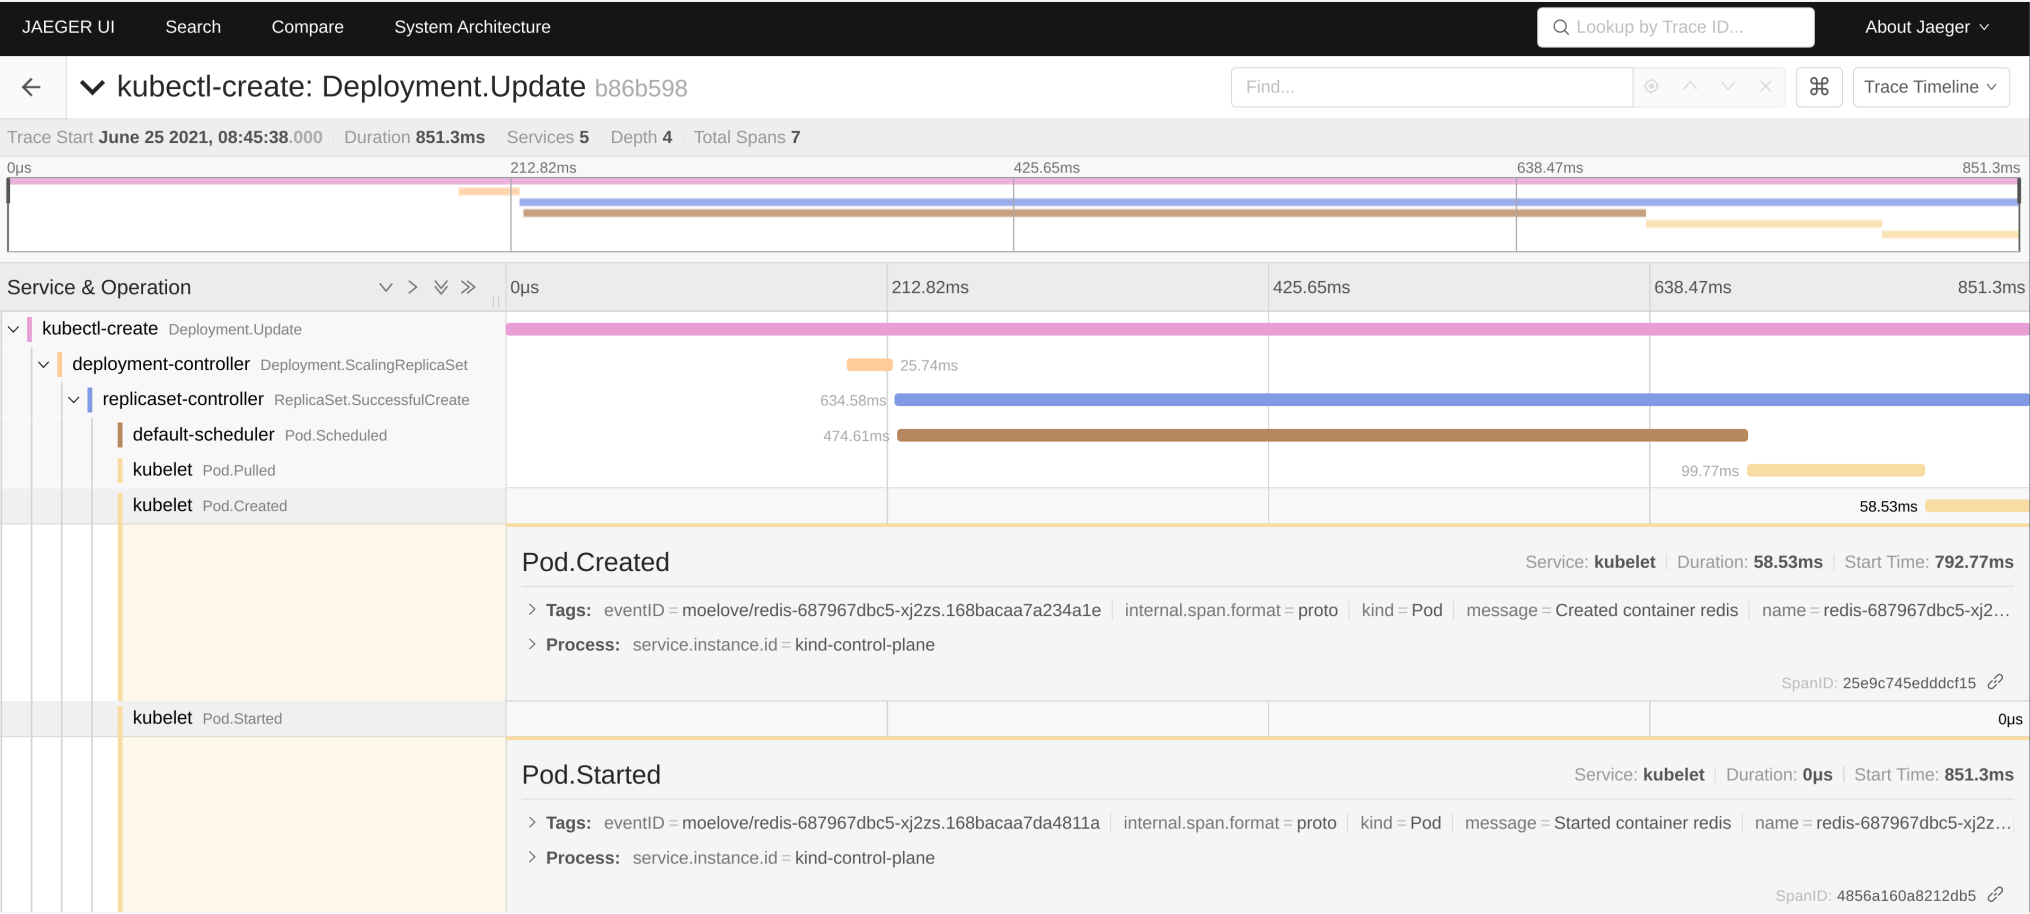 JAEGER UI Search Compare System Architecture Lookup by Trace ID... About Jaeger
kubectl-create: Deployment.Update b86b598 Find... ⌘ Trace Timeline
Trace Start June 25 2021, 08:45:38.000 Duration 851.3ms Services 5 Depth 4 Total Spans 7
0μs 212.82ms 425.65ms 638.47ms 851.3ms
Service & Operation 0μs 212.82ms 425.65ms 638.47ms 851.3ms
kubectl-create Deployment.Update
deployment-controller Deployment.ScalingReplicaSet 25.74ms
replicaset-controller ReplicaSet.SuccessfulCreate 634.58ms
default-scheduler Pod.Scheduled 474.61ms
kubelet Pod.Pulled 99.77ms
kubelet Pod.Created 58.53ms
Pod.Created Service: kubelet Duration: 58.53ms Start Time: 792.77ms
Tags: eventID = moelove/redis-687967dbc5-xj2zs.168bacaa7a234a1e internal.span.format = proto kind = Pod message = Created container redis name = redis-687967dbc5-xj2…
Process: service.instance.id = kind-control-plane
SpanID: 25e9c745edddcf15
kubelet Pod.Started 0μs
Pod.Started Service: kubelet Duration: 0μs Start Time: 851.3ms
Tags: eventID = moelove/redis-687967dbc5-xj2zs.168bacaa7da4811a internal.span.format = proto kind = Pod message = Started container redis name = redis-687967dbc5-xj2z…
Process: service.instance.id = kind-control-plane
SpanID: 4856a160a8212db5